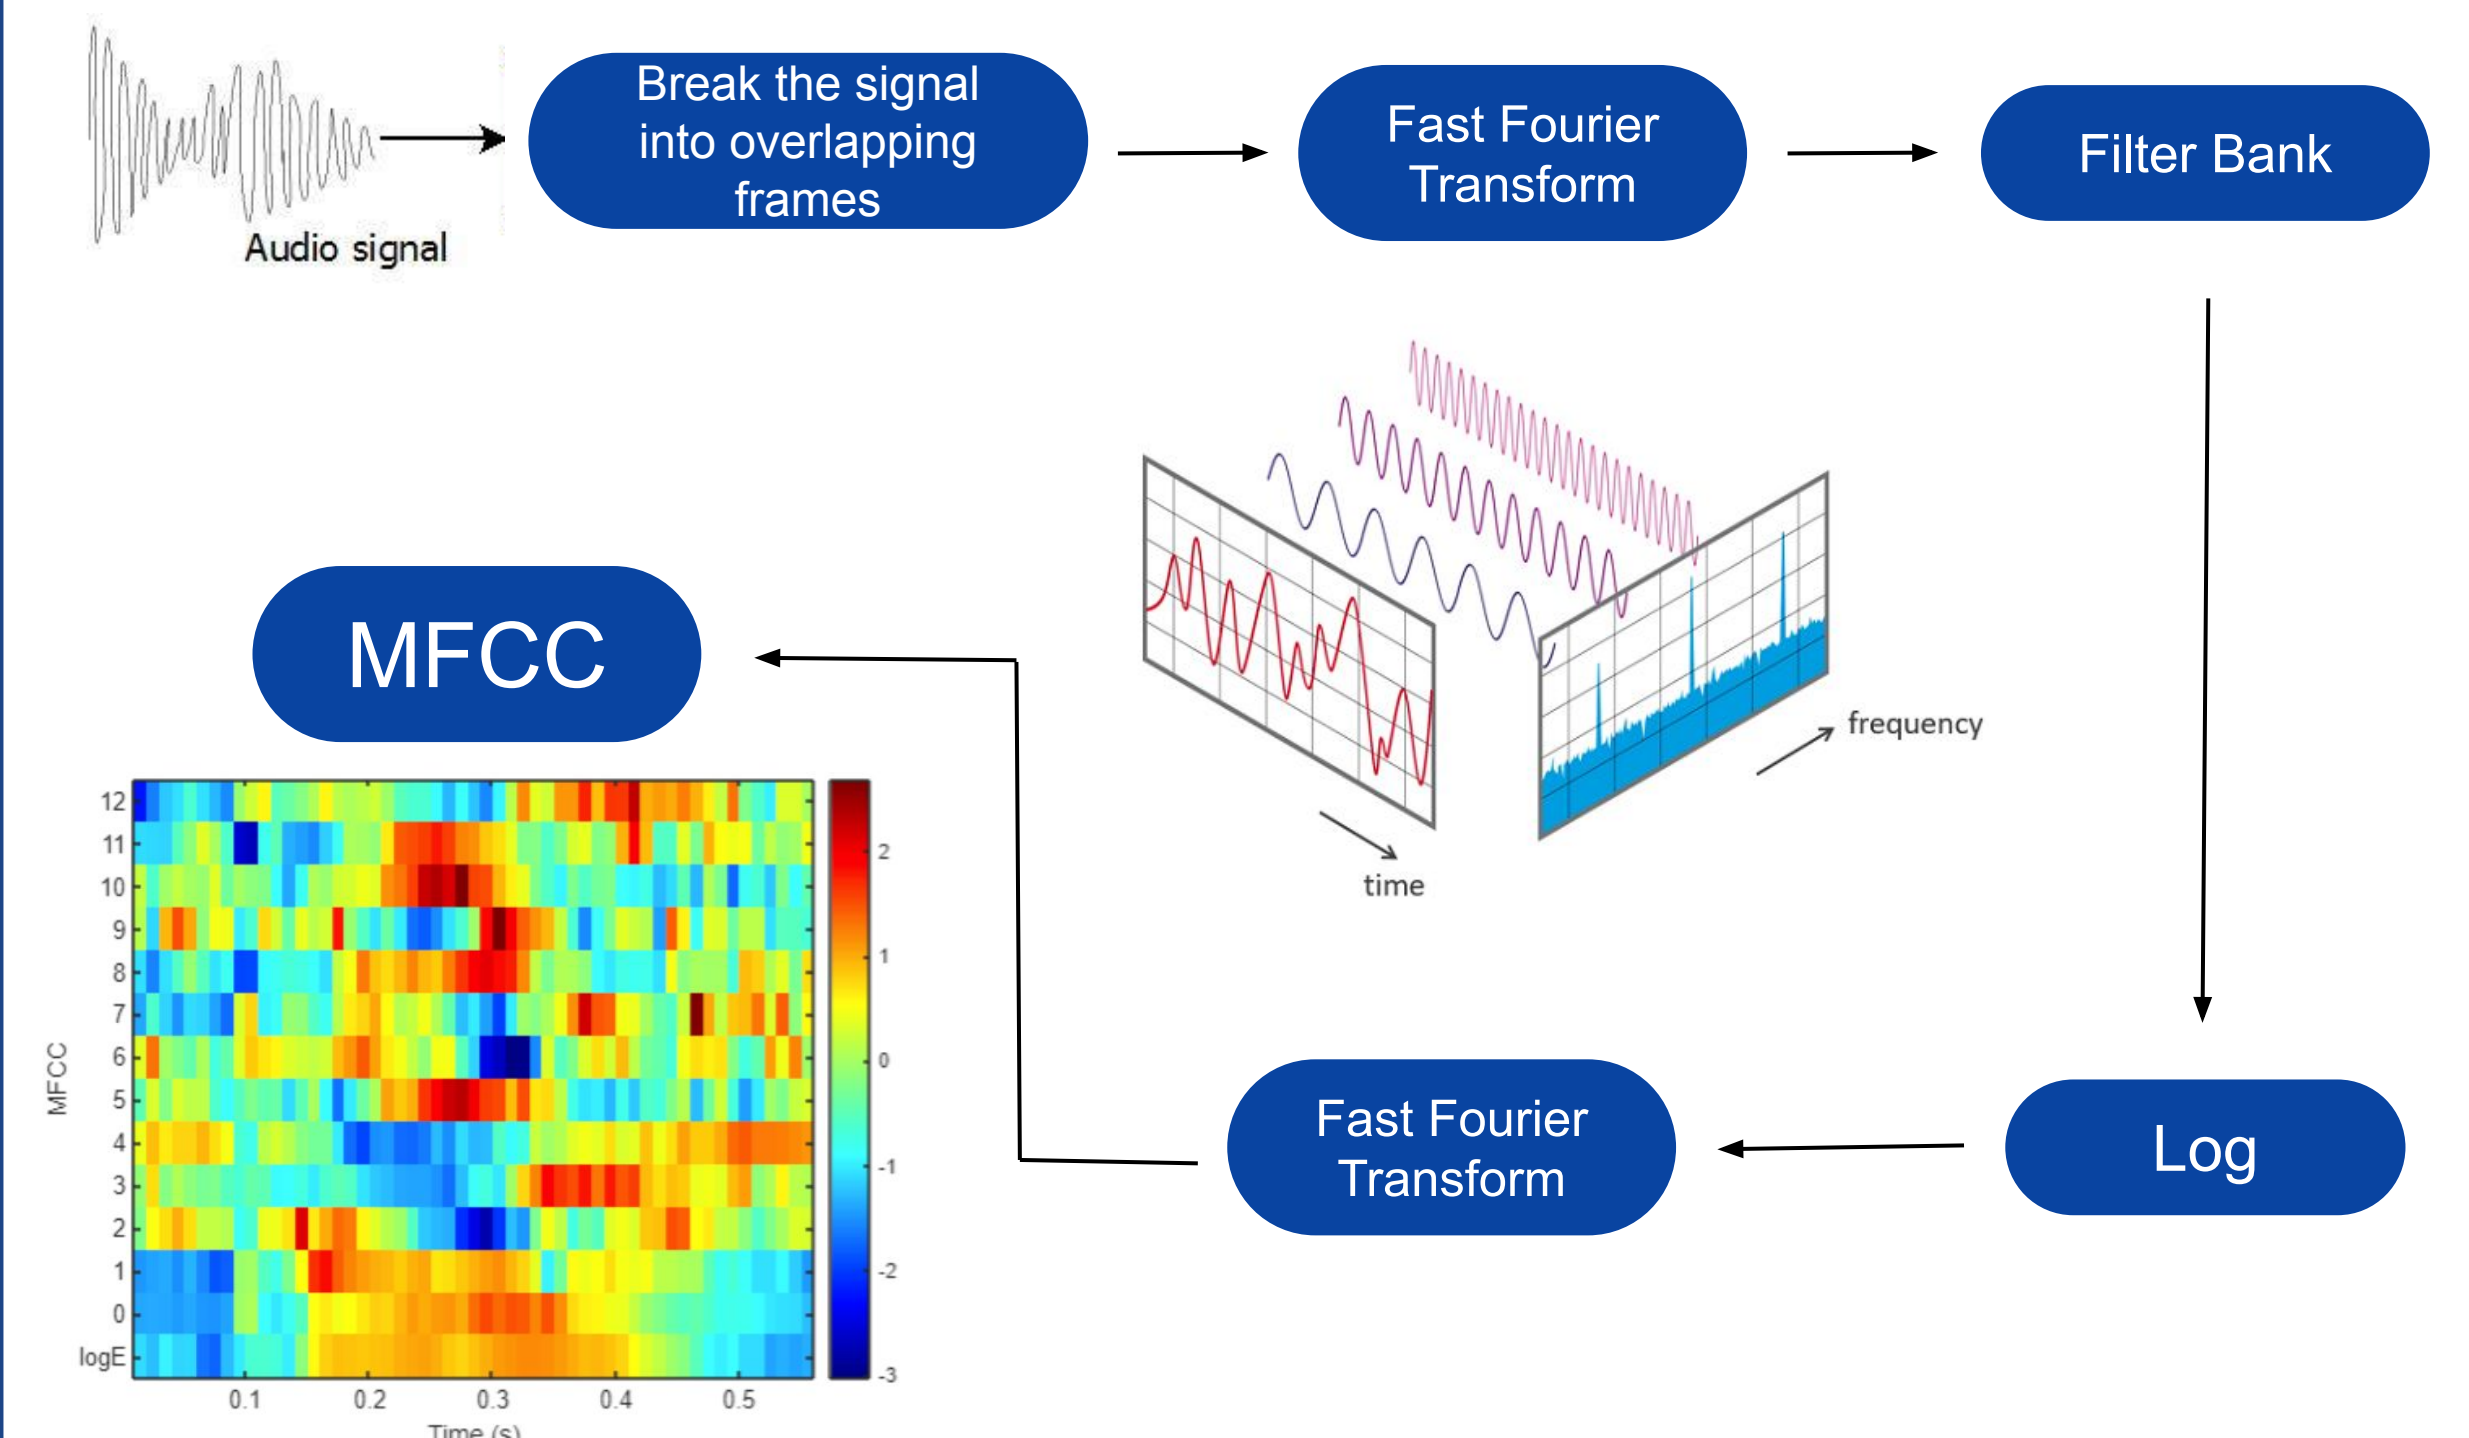 Break the signal
into overlapping
frames
Fast Fourier
Transform
Filter Bank
Audio signal
frequency
time
MFCC
12
11
10
9
8
7
6
5
4
3
2
1
0
logE
MFCC
2
1
0
-1
-2
-3
0.1
0.2
0.3
0.4
0.5
Time (s)
Fast Fourier
Transform
Log